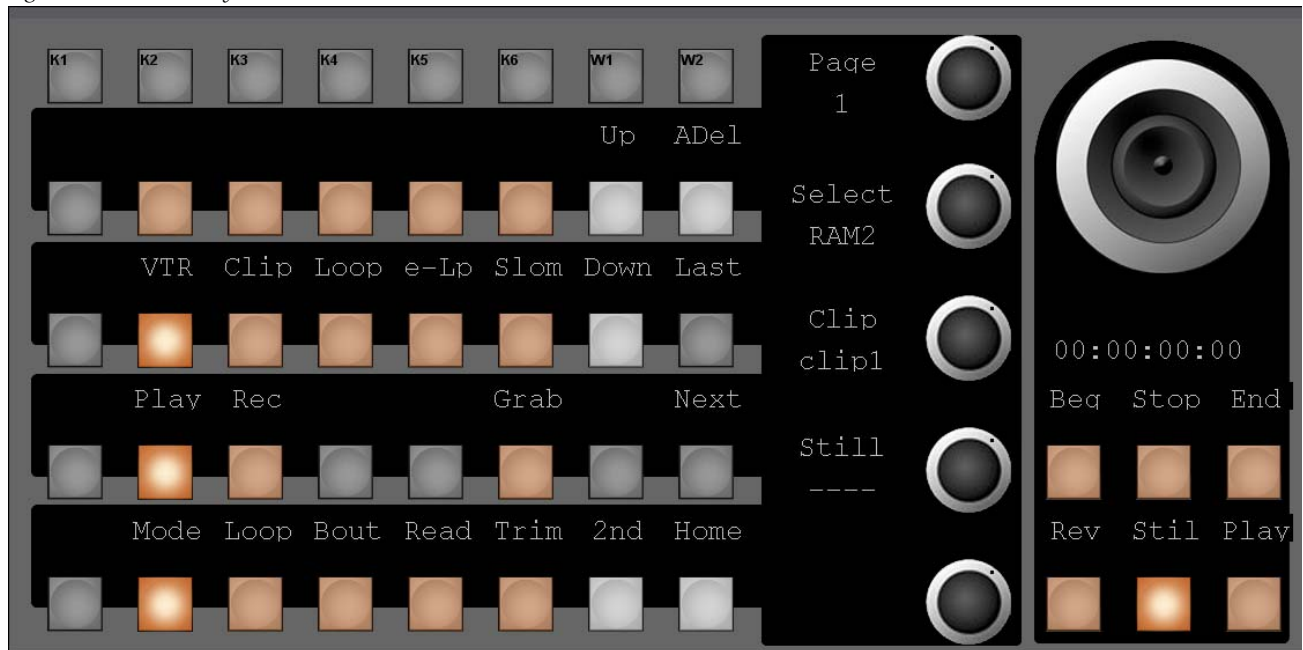 K1 K2 K3 K4 K5 K6 W1 W2
Up ADel
VTR Clip Loop e-Lp Slom Down Last
Play Rec Grab Next
Mode Loop Bout Read Trim 2nd Home
Page
1
Select
RAM2
Clip
clip1
Still
----
00:00:00:00
Beg Stop End
Rev Stil Play